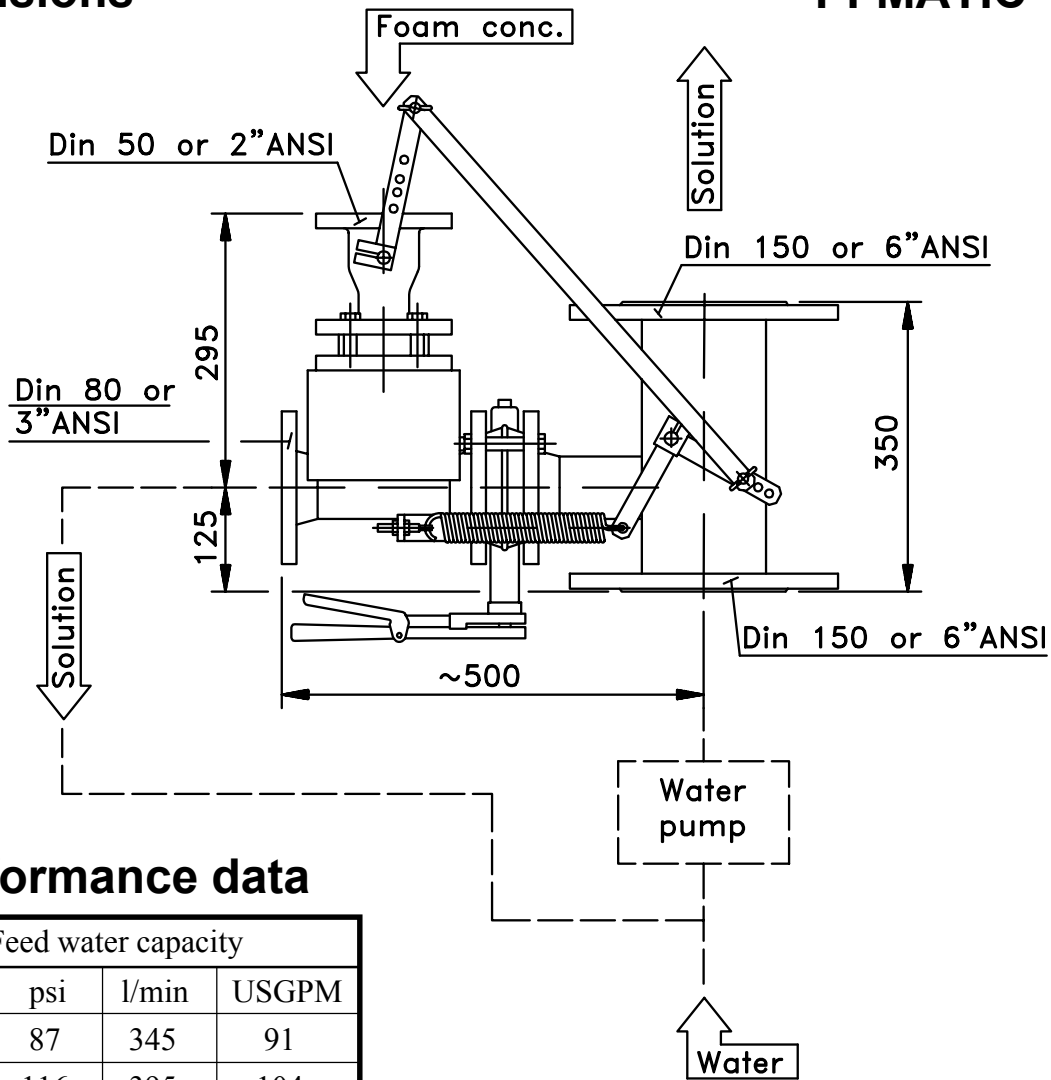 Foam conc.
Din 50 or 2”ANSI
Solution
Din 150 or 6”ANSI
295
Din 80 or
3”ANSI
350
125
Solution
Din 150 or 6”ANSI
~500
Water
pump
data
Feed water capacity
psi l/min USGPM
87 345 91
Water